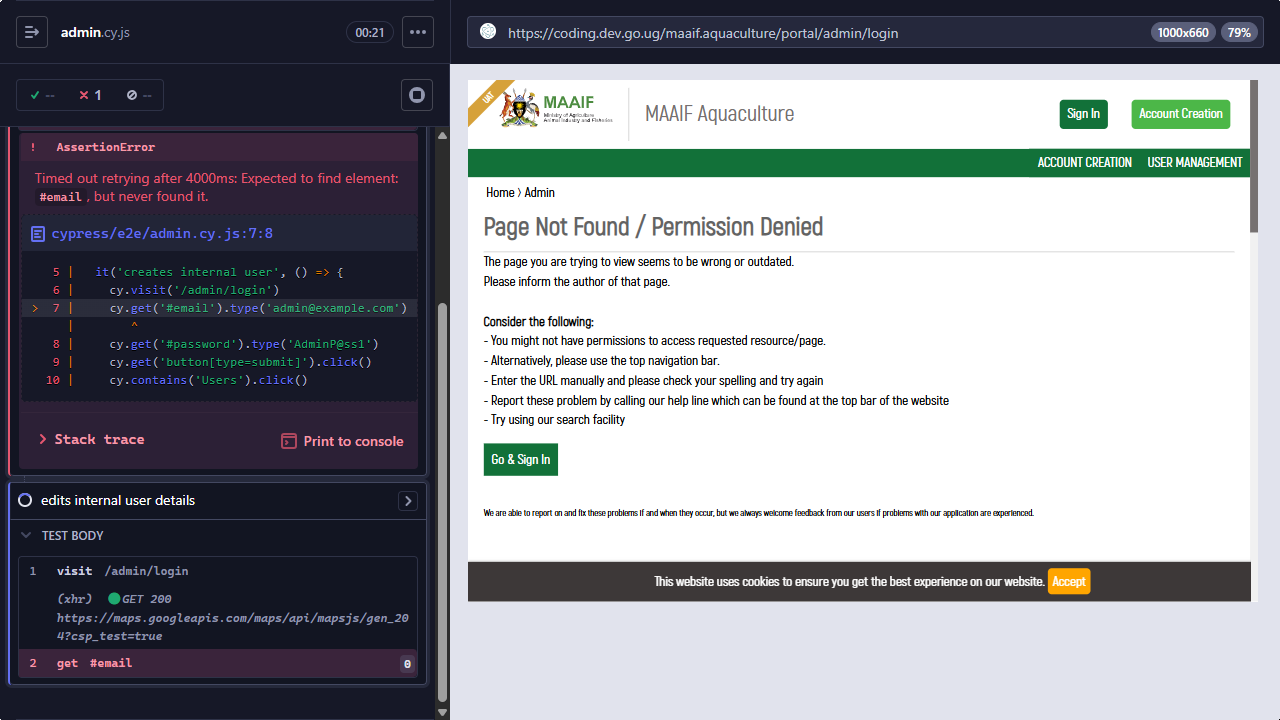 admin.cy.js
00:21
--
1
--
! AssertionError
Timed out retrying after 4000ms: Expected to find element:
#email, but never found it.
cypress/e2e/admin.cy.js:7:8
5 | it('creates internal user', () => {
6 | cy.visit('/admin/login')
> 7 | cy.get('#email').type('admin@example.com')
| ^
8 | cy.get('#password').type('AdminP@ss1')
9 | cy.get('button[type=submit]').click()
10 | cy.contains('Users').click()
> Stack trace
Print to console
edits internal user details
TEST BODY
1 visit /admin/login
(xhr) GET 200
https://maps.googleapis.com/maps/api/mapsjs/gen_20
4?csp_test=true
2 get #email 0
https://coding.dev.go.ug/maaif.aquaculture/portal/admin/login
1000x660
79%
UAT
MAAIF
Ministry of Agriculture
Animal Industry and Fisheries
MAAIF Aquaculture
Sign In
Account Creation
ACCOUNT CREATION
USER MANAGEMENT
Home > Admin
Page Not Found / Permission Denied
The page you are trying to view seems to be wrong or outdated.
Please inform the author of that page.
Consider the following:
- You might not have permissions to access requested resource/page.
- Alternatively, please use the top navigation bar.
- Enter the URL manually and please check your spelling and try again
- Report these problem by calling our help line which can be found at the top bar of the website
- Try using our search facility
Go & Sign In
We are able to report on and fix these problems if and when they occur, but we always welcome feedback from our users if problems with our application are experienced.
This website uses cookies to ensure you get the best experience on our website.
Accept